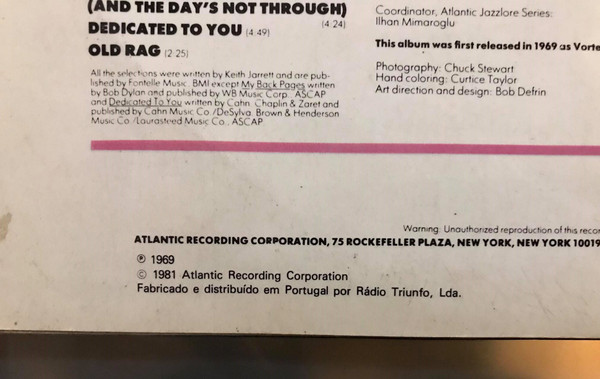 (AND THE DAY'S NOT THROUGH)
(4:24)
DEDICATED TO YOU (4:49)
OLD RAG (2:25)
All the selections were written by Keith Jarrett and are pub-
lished by Fontelle Music, BMI except My Back Pages written
by Bob Dylan and published by WB Music Corp., ASCAP
and Dedicated To You written by Cahn, Chaplin & Zaret and
published by Cahn Music Co./DeSylva, Brown & Henderson
Music Co./Laursteed Music Co., ASCAP
Coordinator, Atlantic Jazzlore Series:
Ilhan Mimaroglu
This album was first released in 1969 as Vorte
Photography: Chuck Stewart
Hand coloring: Curtice Taylor
Art direction and design: Bob Defrin
Warning: Unauthorized reproduction of this recor
ATLANTIC RECORDING CORPORATION, 75 ROCKEFELLER PLAZA, NEW YORK, NEW YORK 10019
℗ 1969
© 1981 Atlantic Recording Corporation
Fabricado e distribuído em Portugal por Rádio Triunfo, Lda.